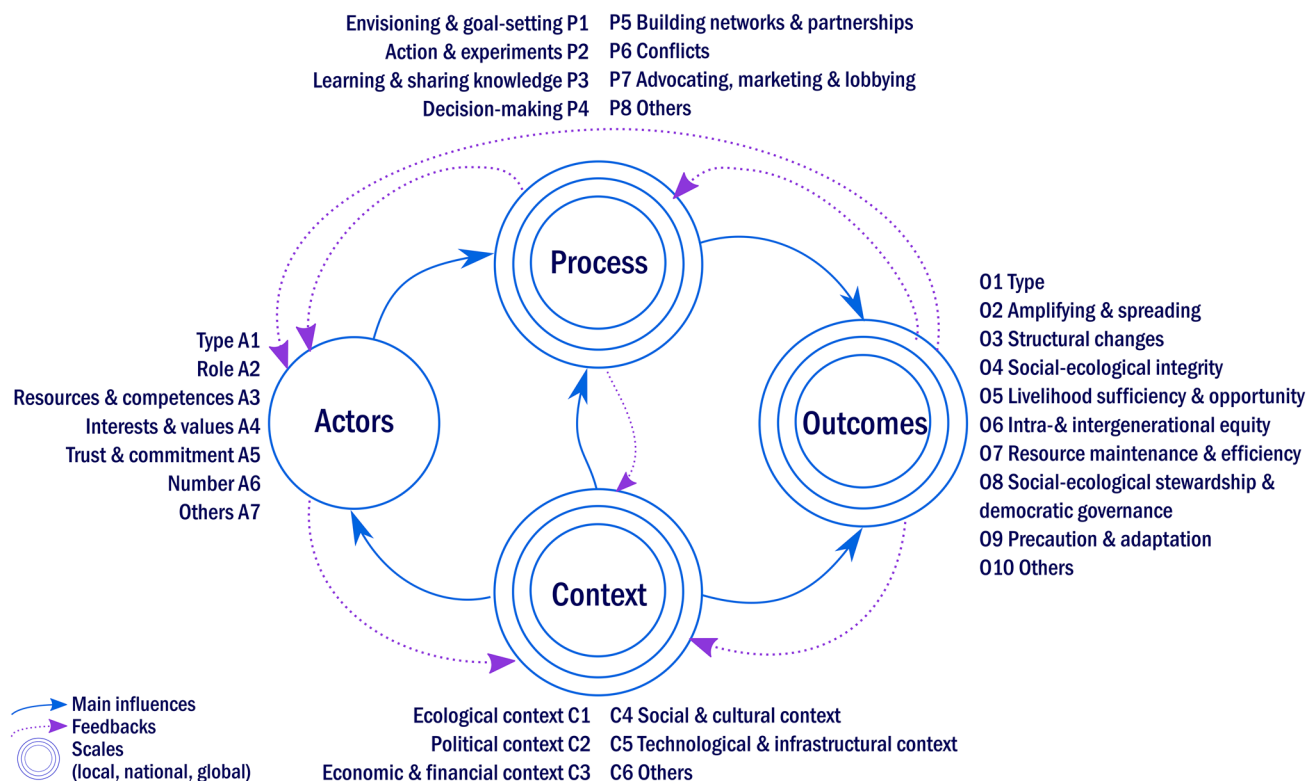 Envisioning & goal-setting P1
Action & experiments P2
Learning & sharing knowledge P3
Decision-making P4
P5 Building networks & partnerships
P6 Conflicts
P7 Advocating, marketing & lobbying
P8 Others
Process
Type A1
Role A2
Resources & competences A3
Interests & values A4
Trust & commitment A5
Number A6
Others A7
Actors
Outcomes
O1 Type
O2 Amplifying & spreading
O3 Structural changes
O4 Social-ecological integrity
O5 Livelihood sufficiency & opportunity
O6 Intra-& intergenerational equity
O7 Resource maintenance & efficiency
O8 Social-ecological stewardship &
democratic governance
O9 Precaution & adaptation
O10 Others
Context
Ecological context C1
Political context C2
Economic & financial context C3
C4 Social & cultural context
C5 Technological & infrastructural context
C6 Others
Main influences
Feedbacks
Scales
(local, national, global)